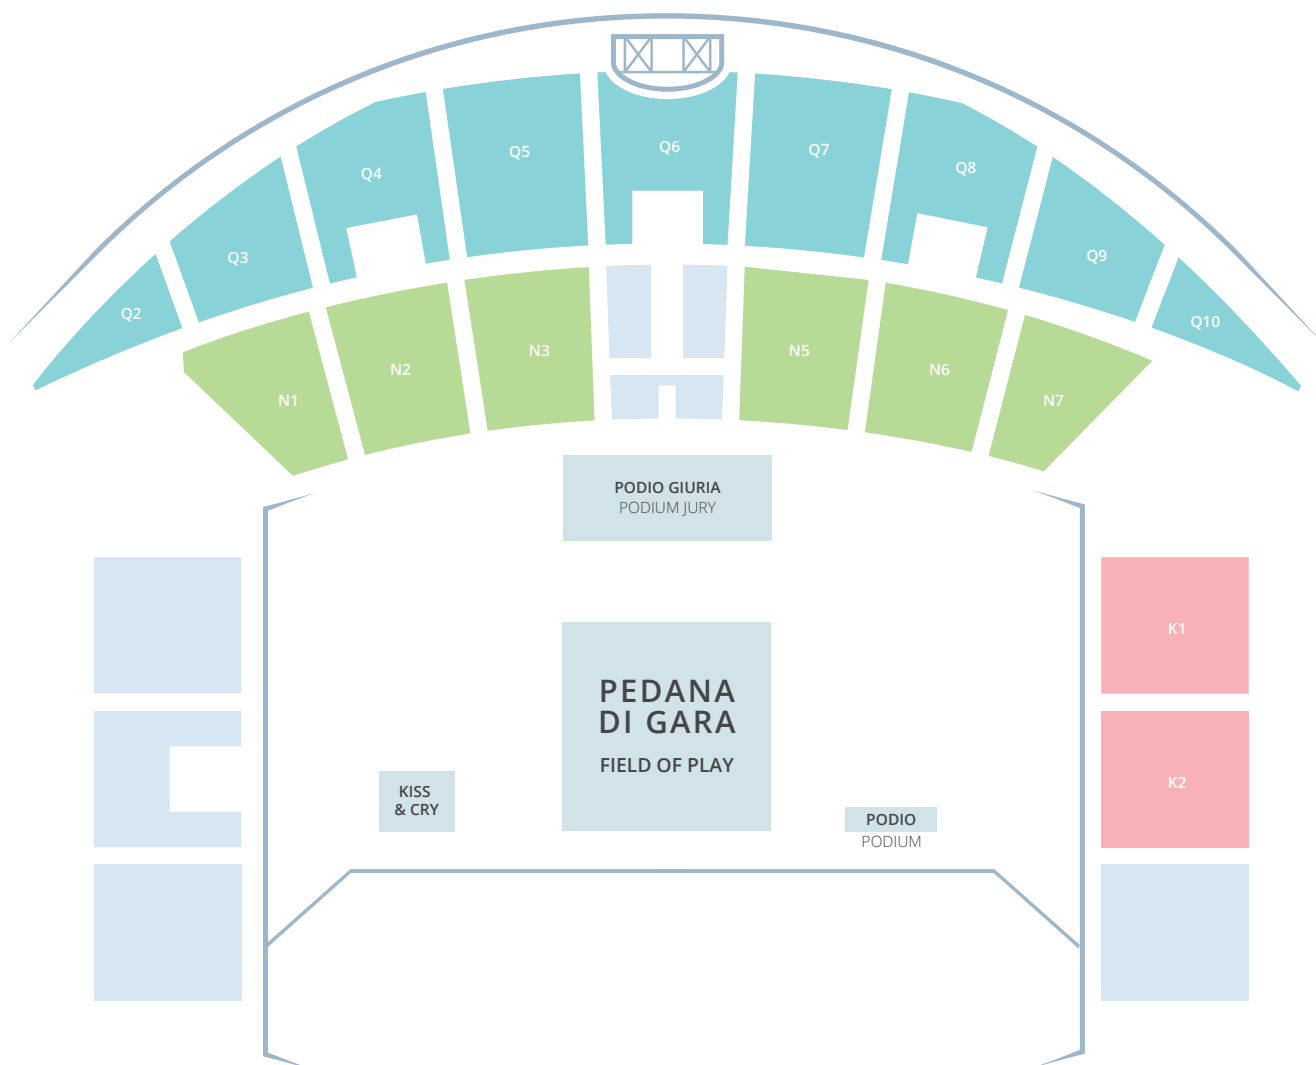 Q6
Q7
Q5
Q8
Q4
Q9
Q3
Q2
Q10
N3
N5
N2
N6
N1
N7
PODIO GIURIA
PODIUM JURY
K1
PEDANA
DI GARA
FIELD OF PLAY
K2
KISS
& CRY
PODIO
PODIUM